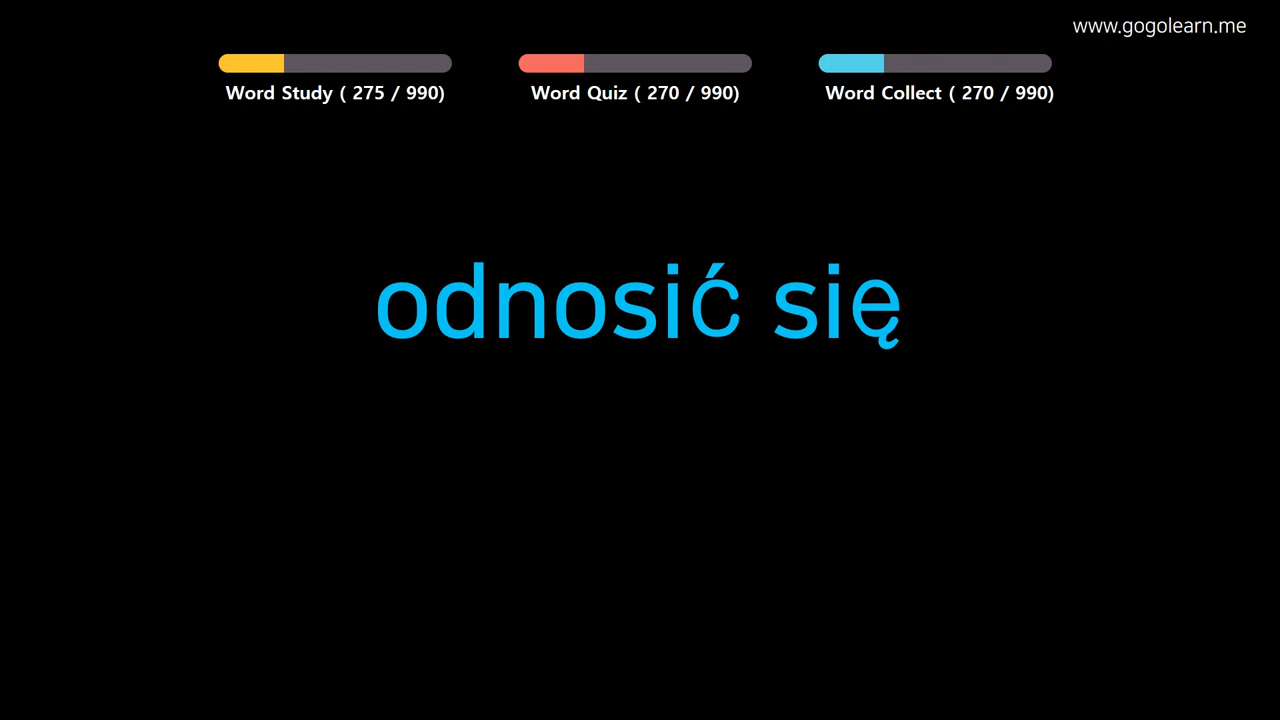 www.gogolearn.me
Word Study ( 275 / 990)
Word Quiz ( 270 / 990)
Word Collect ( 270 / 990)
odnosić się